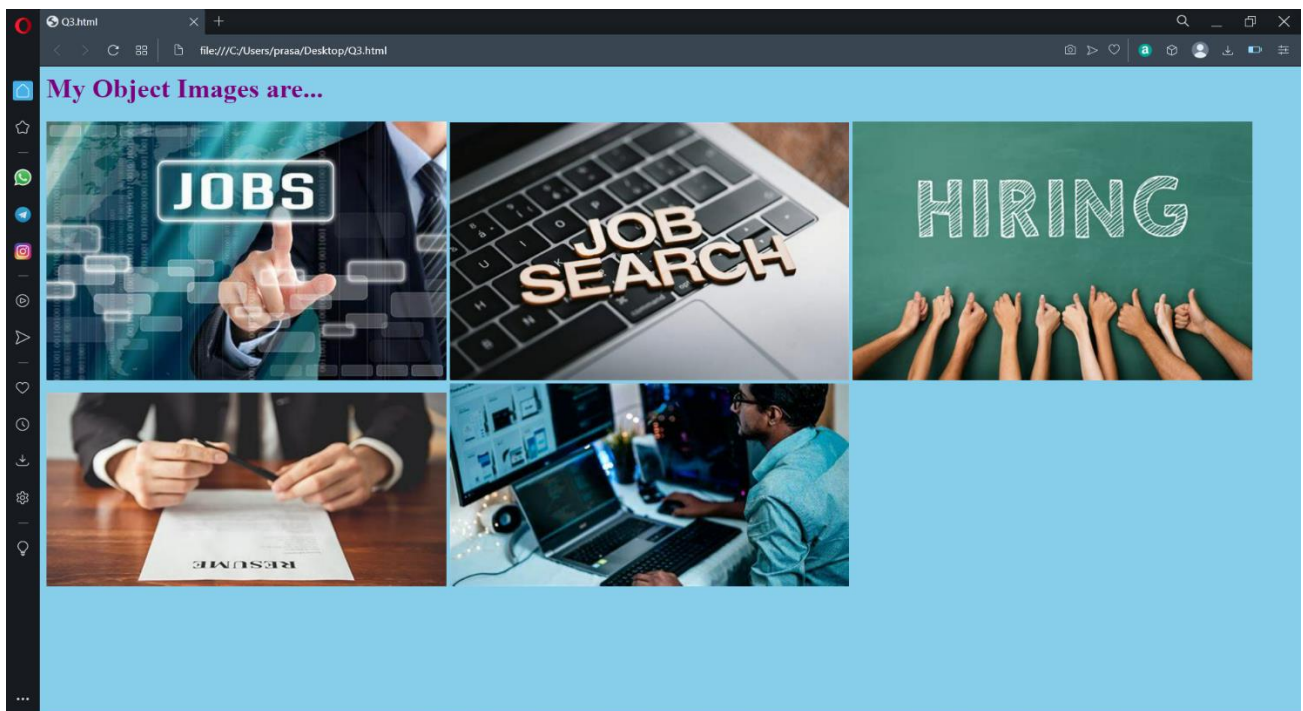 Q3.html
file:///C:/Users/prasa/Desktop/Q3.html
My Object Images are...
JOBS
JOB
SEARCH
HIRING
RESUME